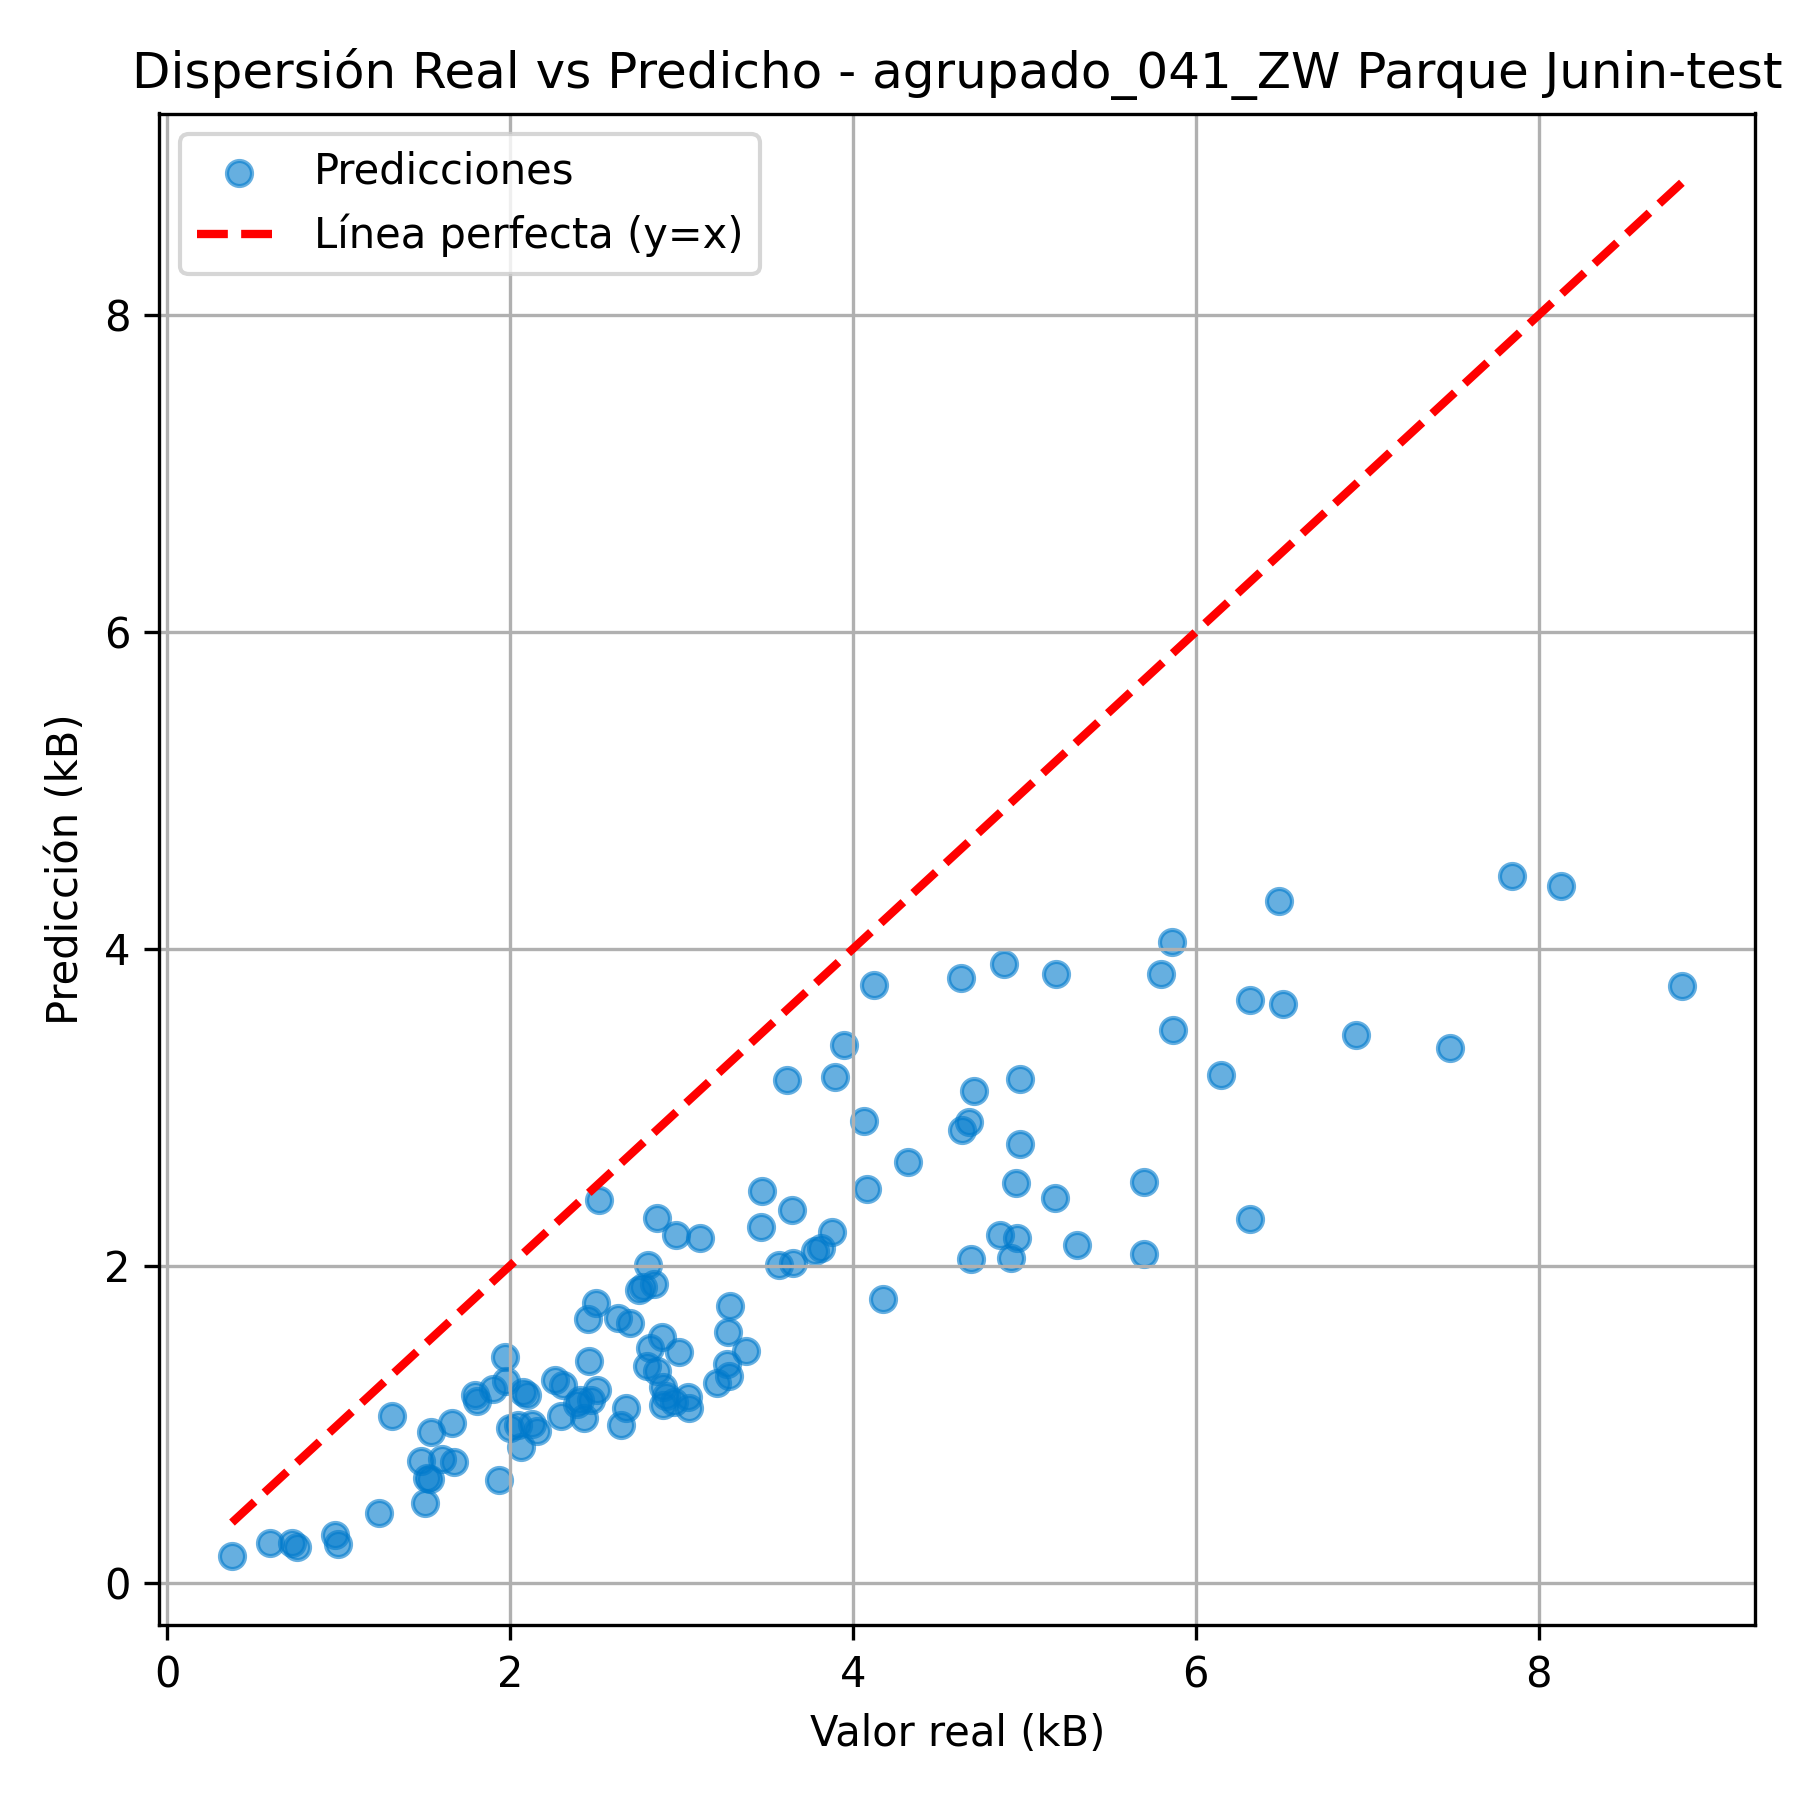 Dispersión Real vs Predicho - agrupado_041_ZW Parque Junin-test
Predicciones
Línea perfecta (y=x)
8
6
4
2
0
Predicción (kB)
0 2 4 6 8
Valor real (kB)